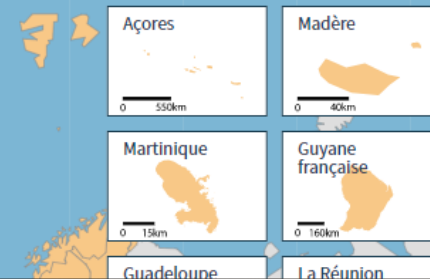 Açores
0 550km
Madère
0 40km
Martinique
0 15km
Guyane
française
0 160km
Guadeloupe
La Réunion